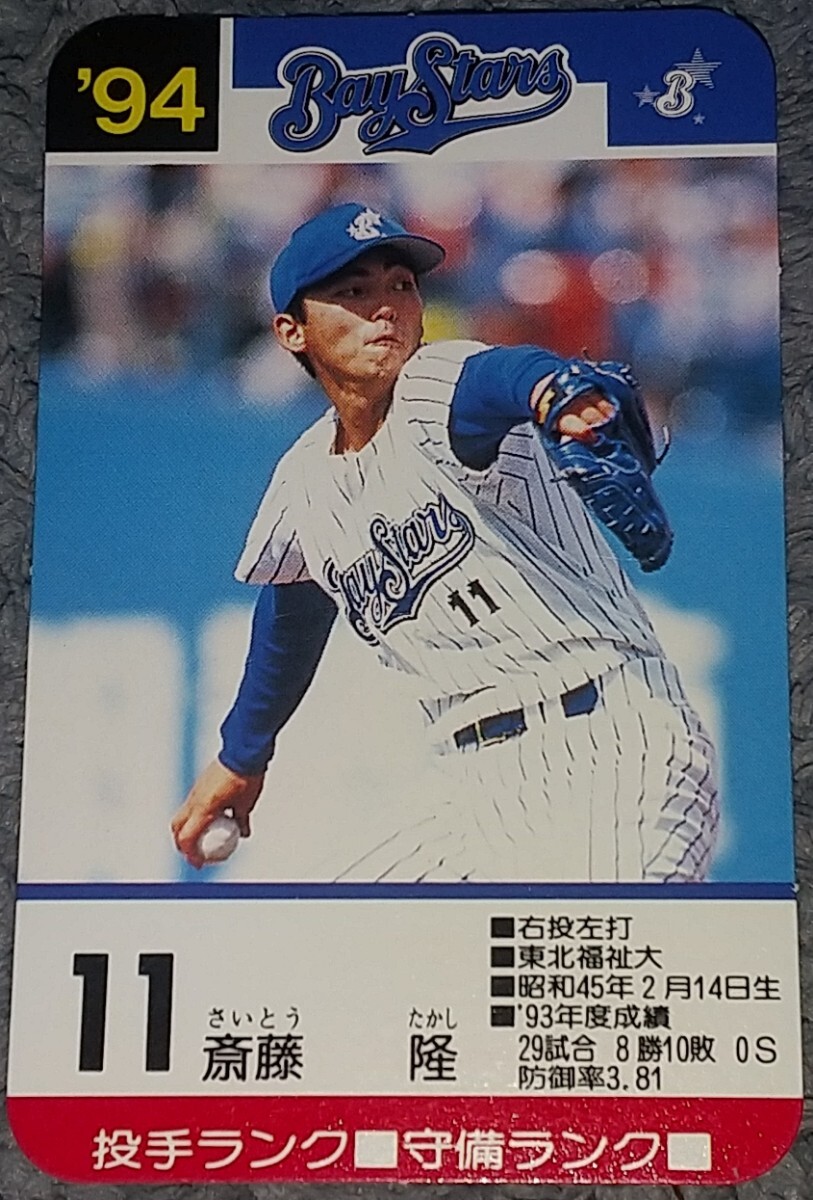 '94
BayStars
B
BayStars
11
11
さいとう たかし
斎藤 隆
■右投左打
■東北福祉大
■昭和45年2月14日生
■'93年度成績
29試合 8勝10敗 0S
防御率3.81
投手ランク■守備ランク■